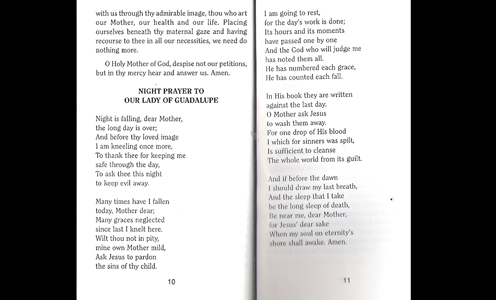 with us through thy admirable image, thou who art
our Mother, our health and our life. Placing
ourselves beneath thy maternal gaze and having
recourse to thee in all our necessities, we need do
nothing more.
O Holy Mother of God, despise not our petitions,
but in thy mercy hear and answer us. Amen.
NIGHT PRAYER TO
OUR LADY OF GUADALUPE
Night is falling, dear Mother,
the long day is over;
And before thy loved image
I am kneeling once more,
To thank thee for keeping me
safe through the day,
To ask thee this night
to keep evil away.
Many times have I fallen
today, Mother dear;
Many graces neglected
since last I knelt here.
Wilt thou not in pity,
mine own Mother mild,
Ask Jesus to pardon
the sins of thy child.
10
I am going to rest,
for the day's work is done;
Its hours and its moments
have passed one by one
And the God who will judge me
has noted them all.
He has numbered each grace,
He has counted each fall.
In His book they are written
against the last day.
O Mother ask Jesus
to wash them away.
For one drop of His blood
I which for sinners was spilt,
Is sufficient to cleanse
The whole world from its guilt.
And if before the dawn
I should draw my last breath,
And the sleep that I take
be the long sleep of death,
Be near me, dear Mother,
for Jesus' dear sake
When my soul on eternity's
shore shall awake. Amen.
11